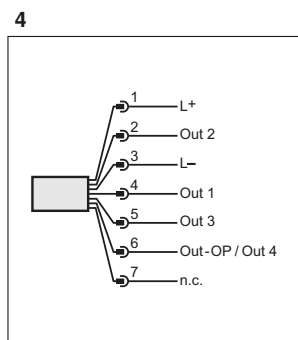 4
1 L+
2 Out 2
3 L–
4 Out 1
5 Out 3
6 Out-OP / Out 4
7 n.c.